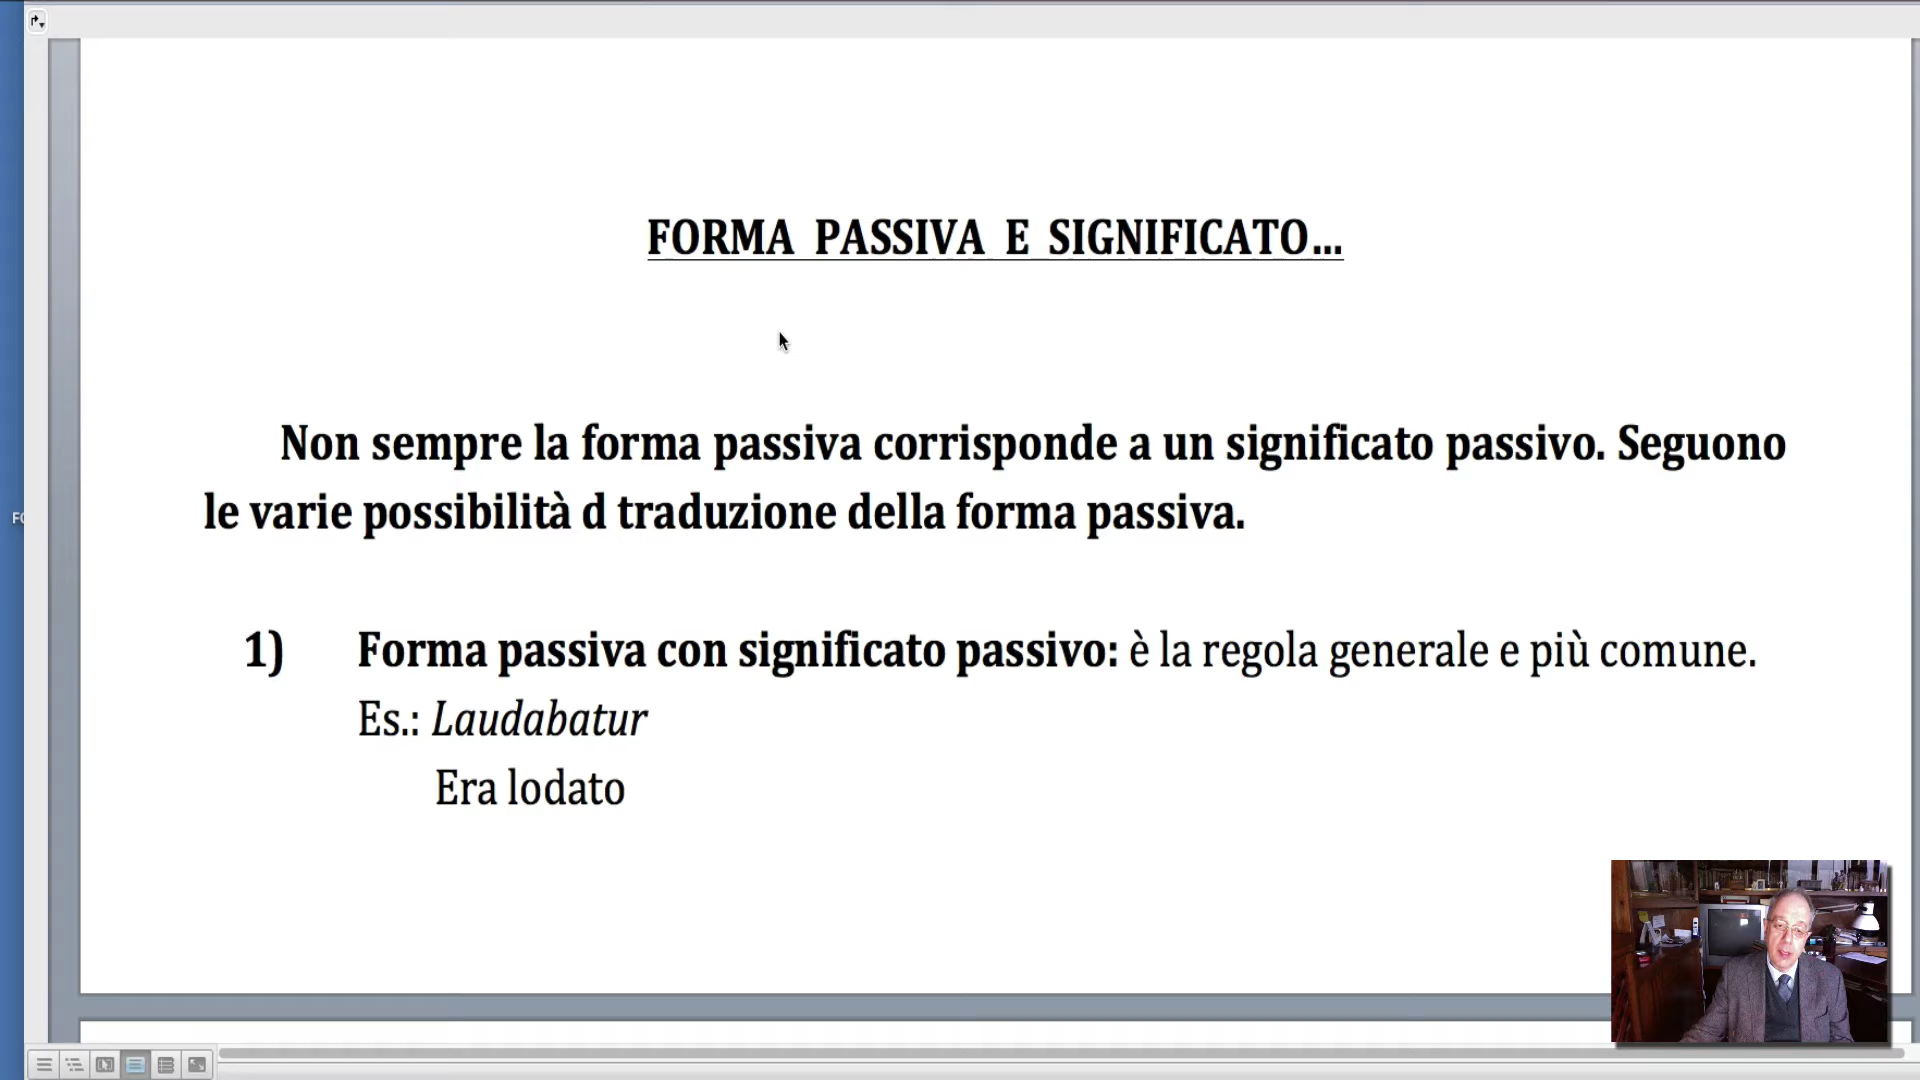 FORMA PASSIVA E SIGNIFICATO...
Non sempre la forma passiva corrisponde a un significato passivo. Seguono
le varie possibilità d traduzione della forma passiva.
1) Forma passiva con significato passivo: è la regola generale e più comune.
Es.: Laudabatur
Era lodato
FO